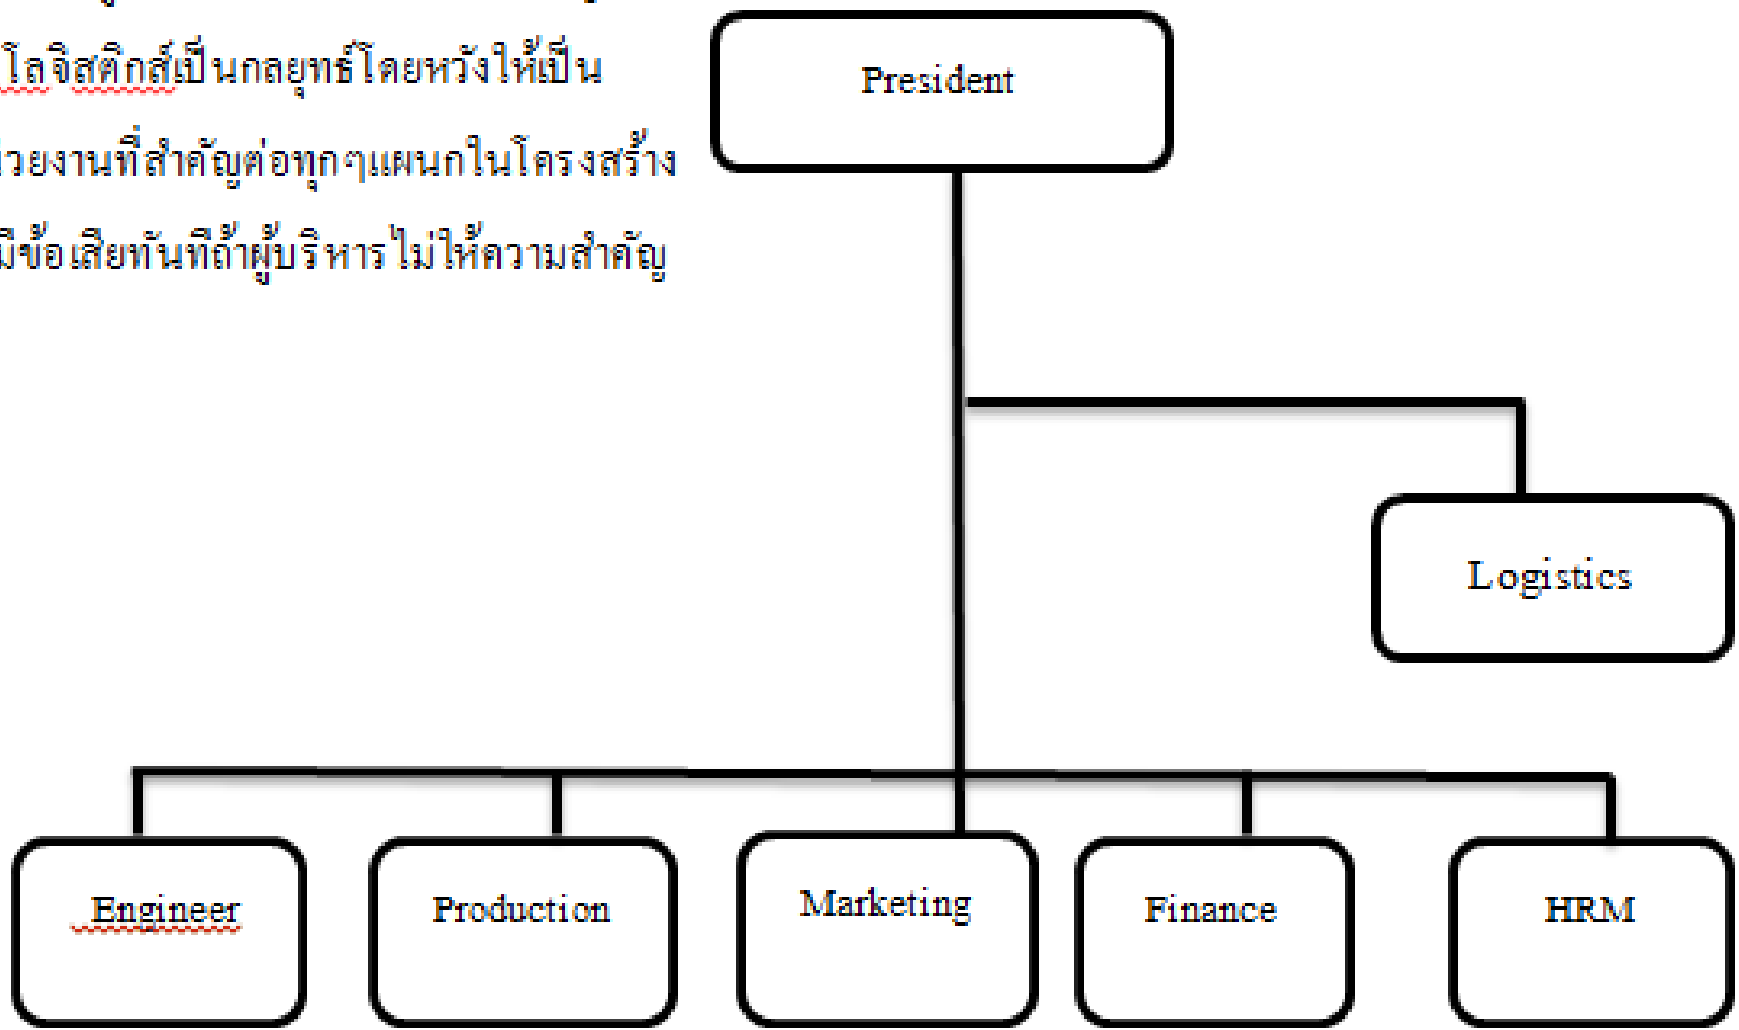 โลจิสติกส์เป็นกลยุทธ์โดยหวังให้เป็น
่วยงานที่สำคัญต่อทุกๆแผนกในโครงสร้าง
มีข้อเสียทันทีถ้าผู้บริหารไม่ให้ความสำคัญ
President
Logistics
Engineer
Production
Marketing
Finance
HRM